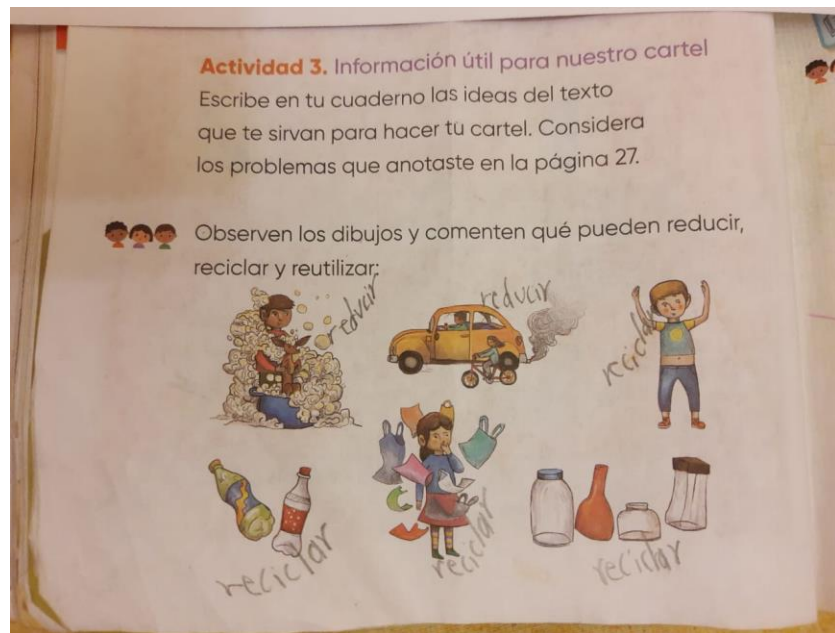 Actividad 3. Información útil para nuestro cartel
Escribe en tu cuaderno las ideas del texto
que te sirvan para hacer tu cartel. Considera
los problemas que anotaste en la página 27.
Observen los dibujos y comenten qué pueden reducir,
reciclar y reutilizar:
reducir
reducir
reciclar
reciclar
reciclar